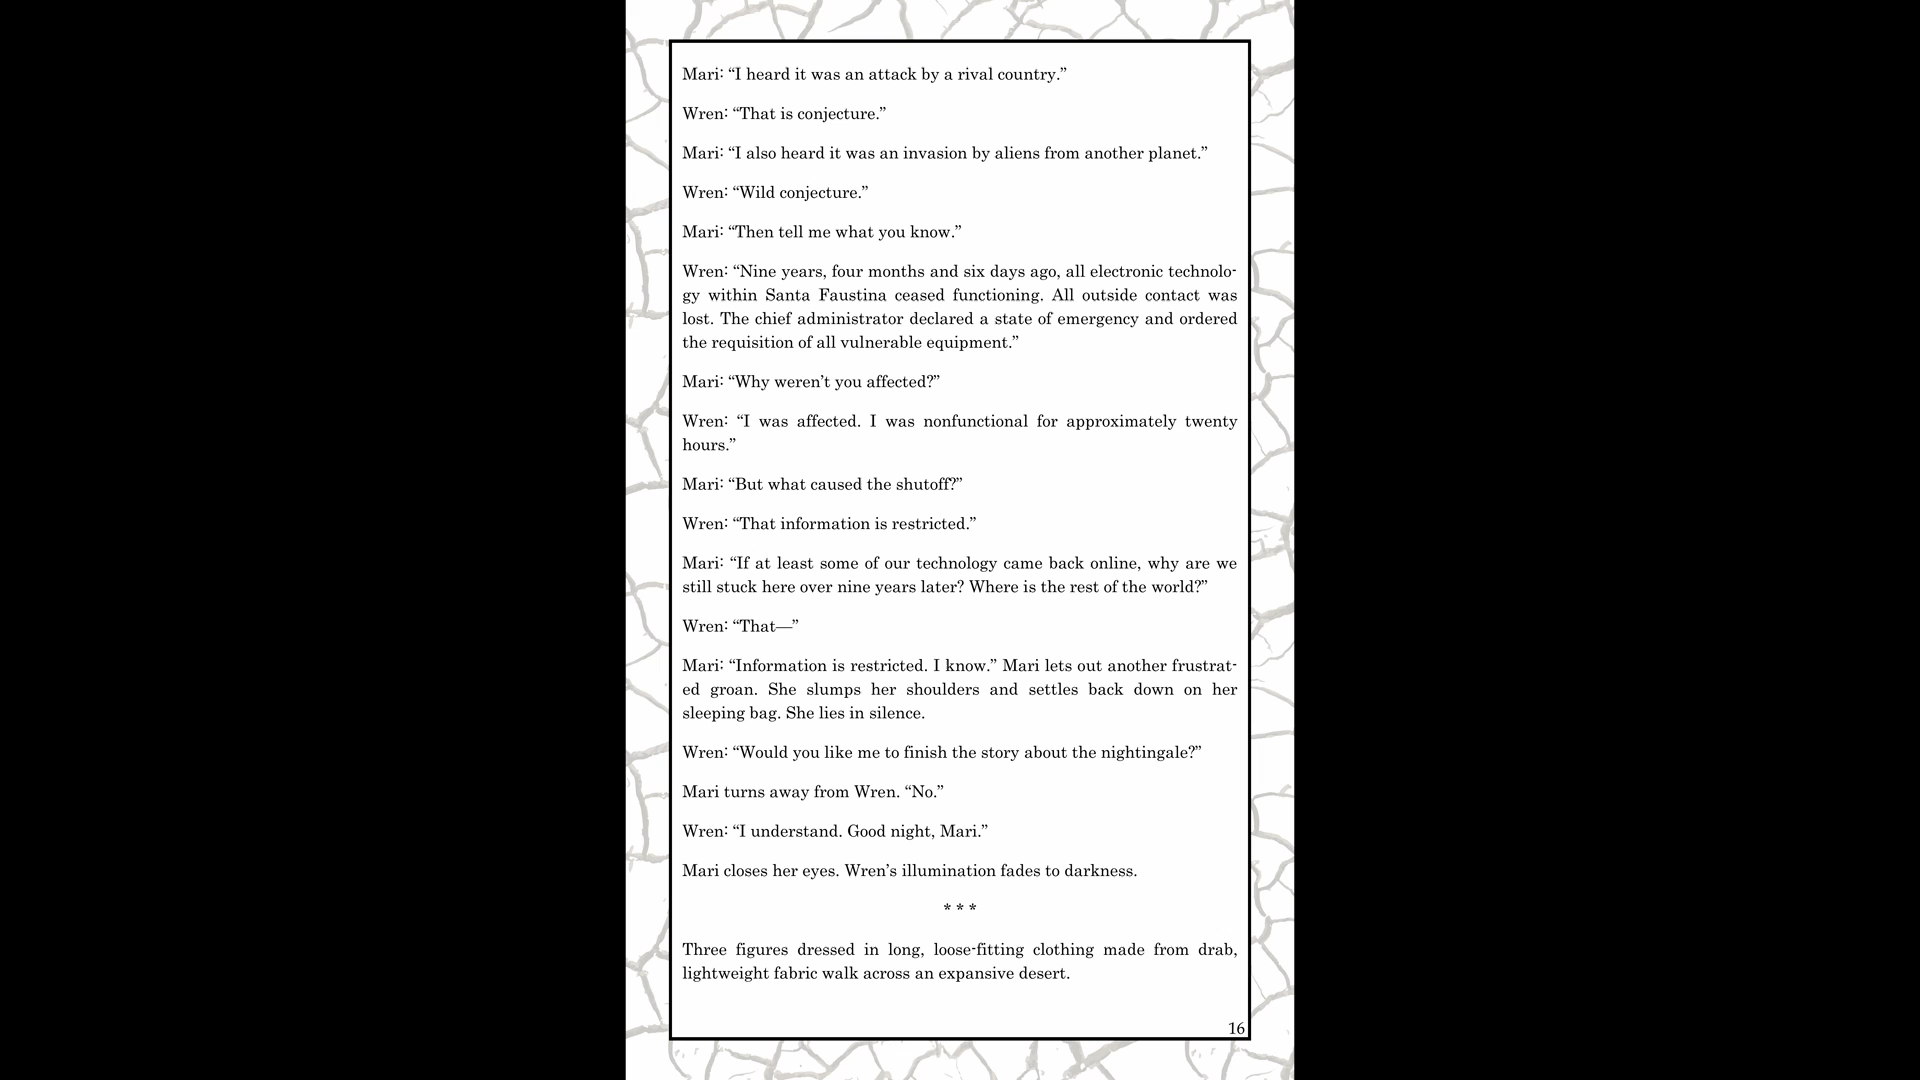 Mari: “I heard it was an attack by a rival country.”
Wren: “That is conjecture.”
Mari: “I also heard it was an invasion by aliens from another planet.”
Wren: “Wild conjecture.”
Mari: “Then tell me what you know.”
Wren: “Nine years, four months and six days ago, all electronic technolo-
gy within Santa Faustina ceased functioning. All outside contact was
lost. The chief administrator declared a state of emergency and ordered
the requisition of all vulnerable equipment.”
Mari: “Why weren’t you affected?”
Wren: “I was affected. I was nonfunctional for approximately twenty
hours.”
Mari: “But what caused the shutoff?”
Wren: “That information is restricted.”
Mari: “If at least some of our technology came back online, why are we
still stuck here over nine years later? Where is the rest of the world?”
Wren: “That—”
Mari: “Information is restricted. I know.” Mari lets out another frustrat-
ed groan. She slumps her shoulders and settles back down on her
sleeping bag. She lies in silence.
Wren: “Would you like me to finish the story about the nightingale?”
Mari turns away from Wren. “No.”
Wren: “I understand. Good night, Mari.”
Mari closes her eyes. Wren’s illumination fades to darkness.
* * *
Three figures dressed in long, loose-fitting clothing made from drab,
lightweight fabric walk across an expansive desert.
16